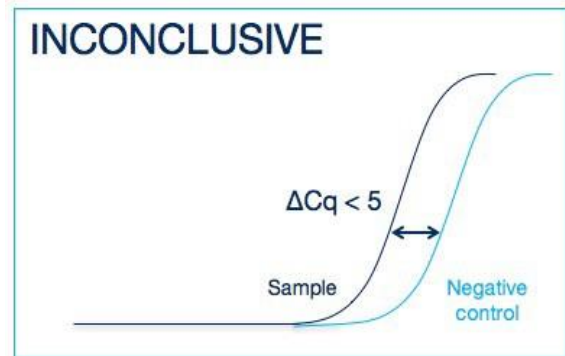 INCONCLUSIVE
ΔCq < 5
Sample
Negative
control